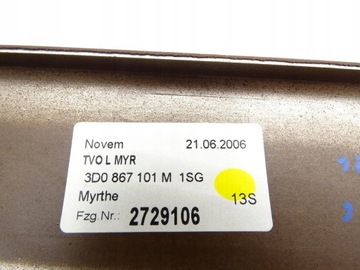 Novem 21.06.2006
TVO L MYR
3D0 867 101 M 1SG
Myrthe 13S
Fzg.Nr.: 2729106